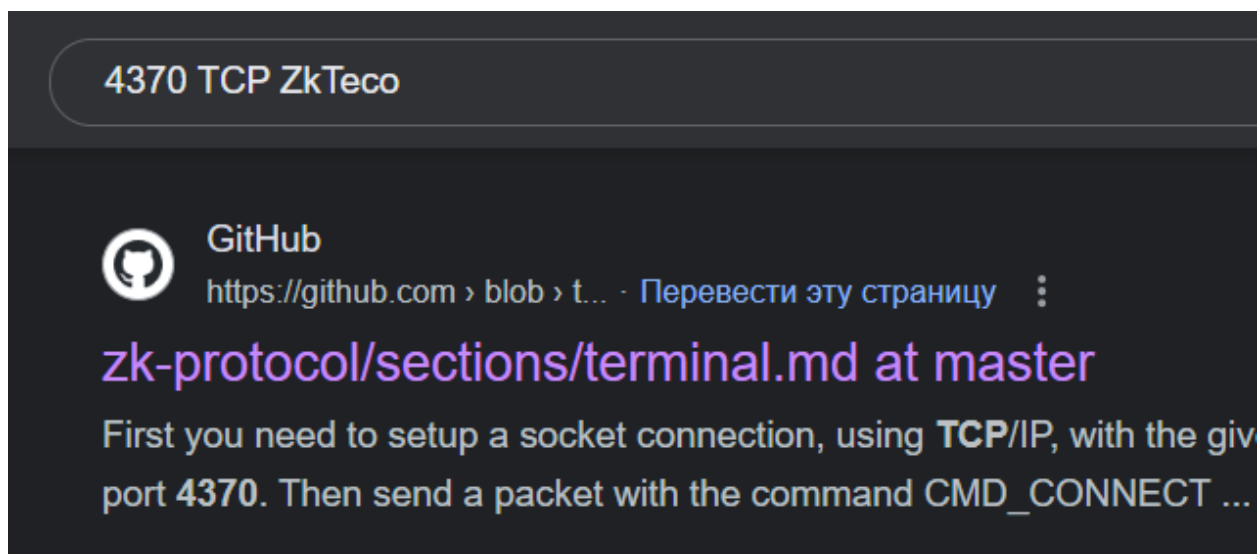 4370 TCP ZkTeco
GitHub
https://github.com › blob › t... · Перевести эту страницу
zk-protocol/sections/terminal.md at master
First you need to setup a socket connection, using TCP/IP, with the giv
port 4370. Then send a packet with the command CMD_CONNECT ...